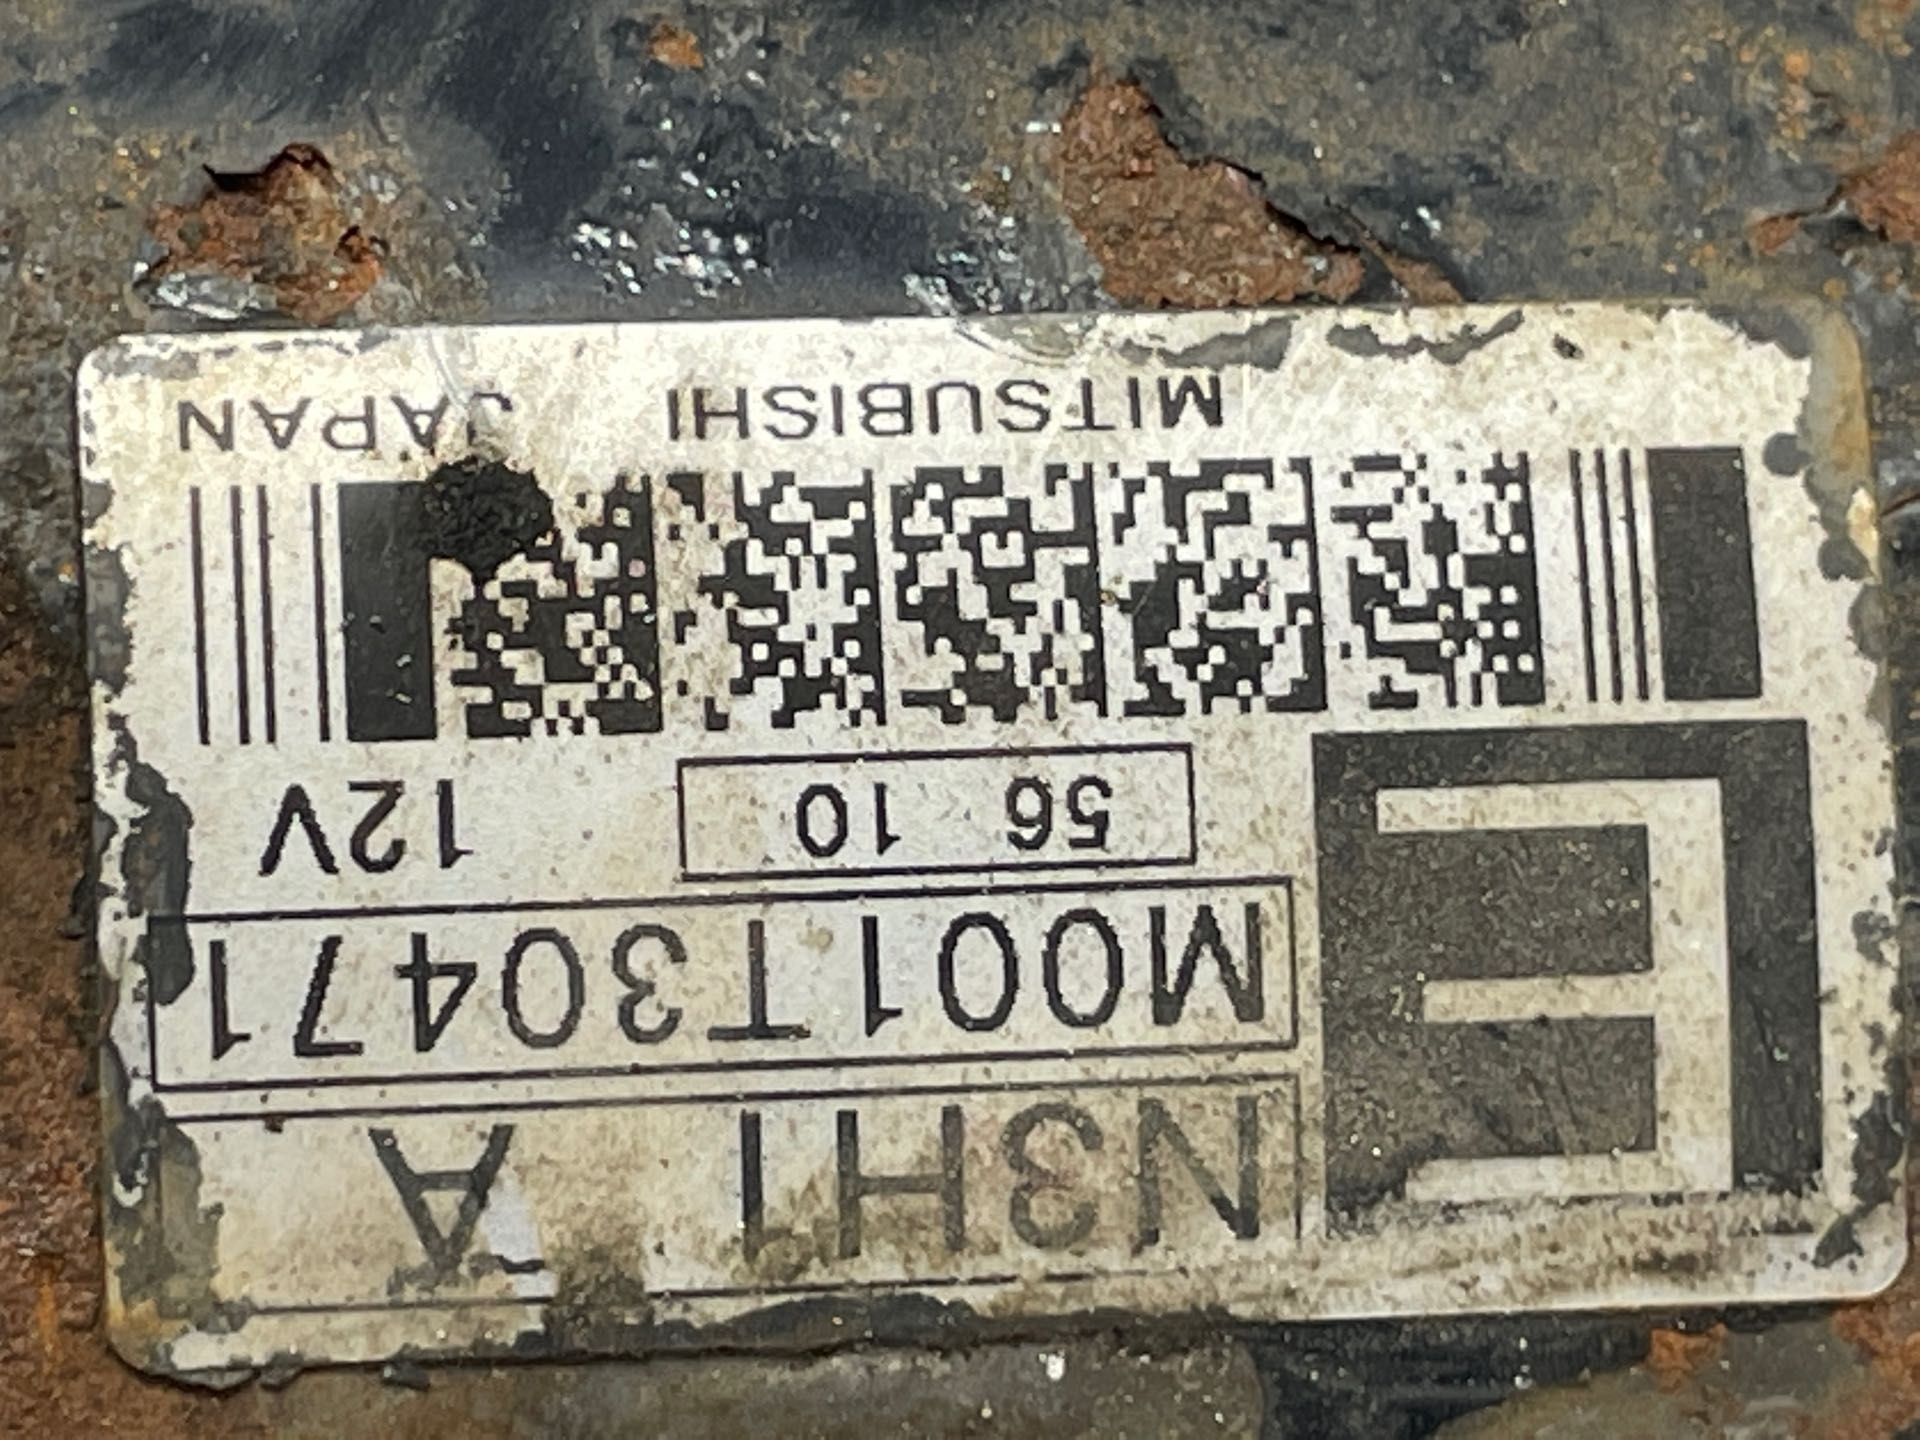 E
N3H1 A
M001T30471
56 10 12V
MITSUBISHI JAPAN